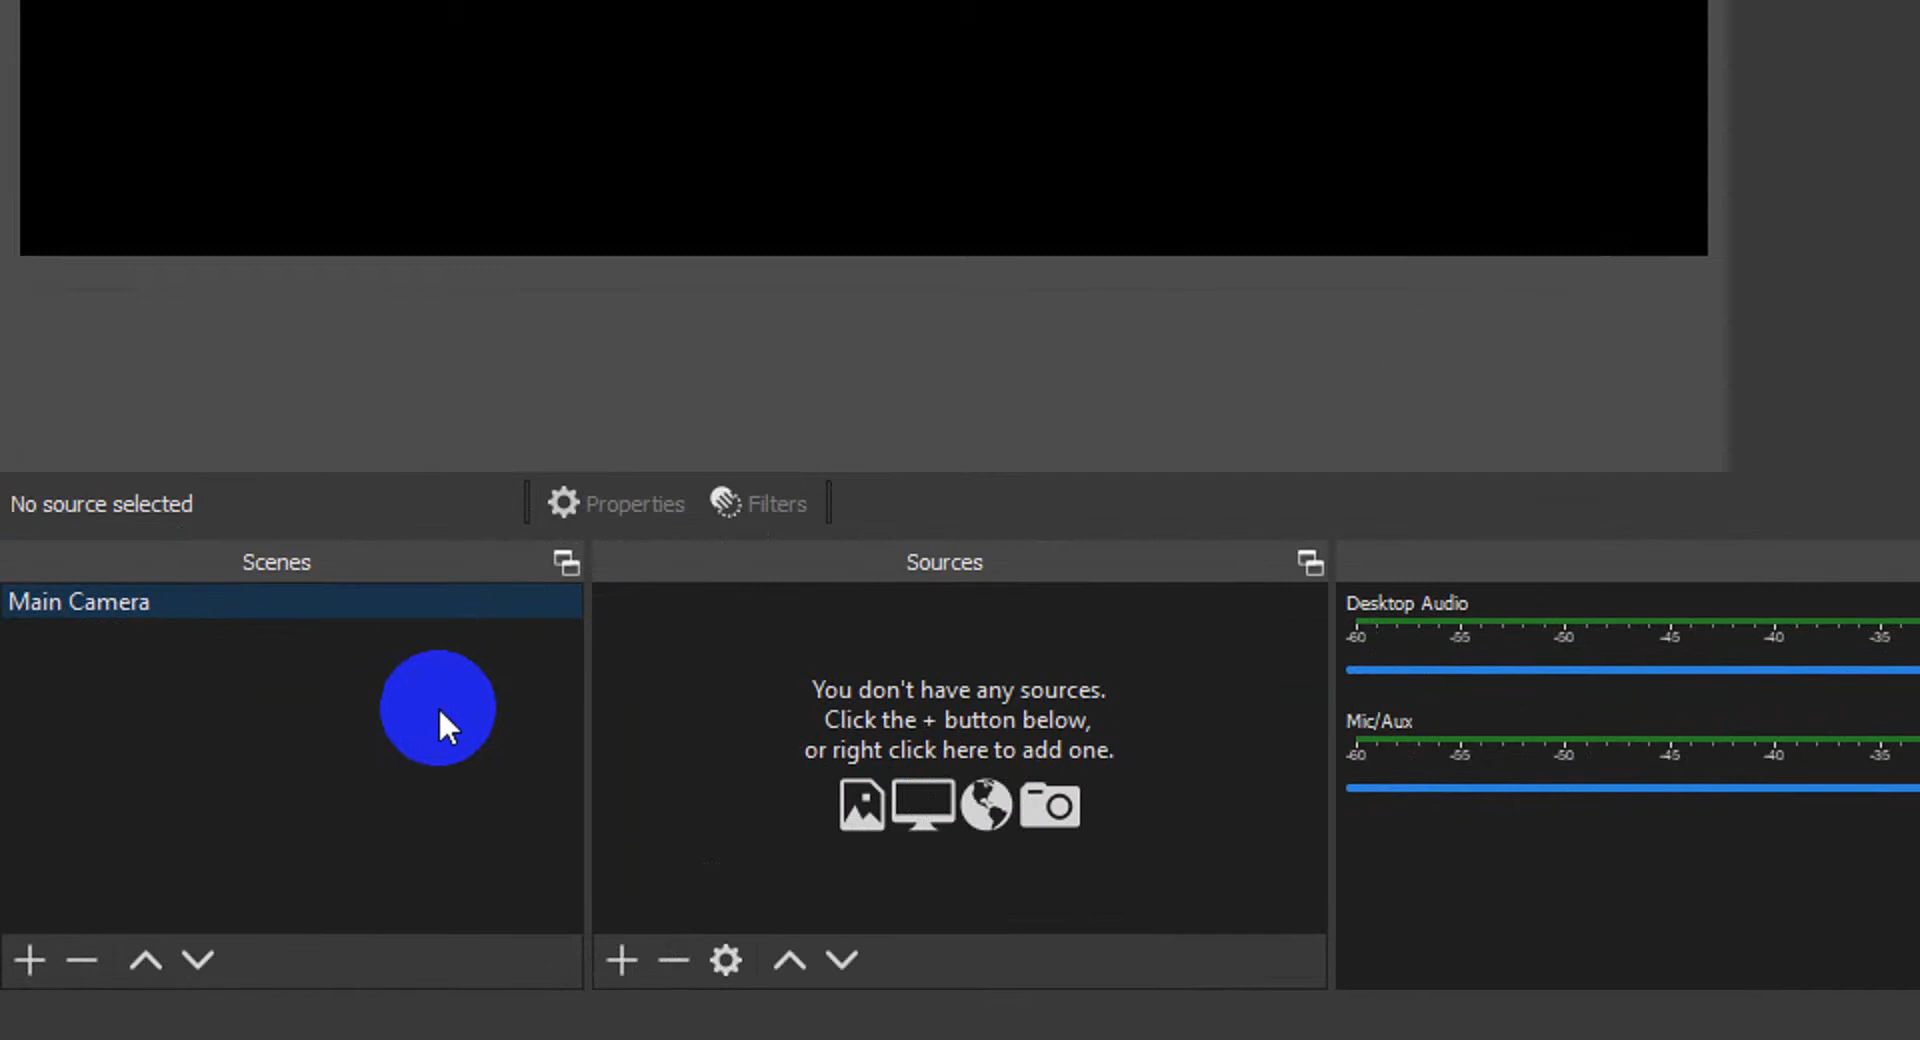 No source selected
Properties
Filters
Scenes
Sources
Main Camera
You don't have any sources.
Click the + button below,
or right click here to add one.
Desktop Audio
-60 -55 -50 -45 -40 -35
Mic/Aux
-60 -55 -50 -45 -40 -35